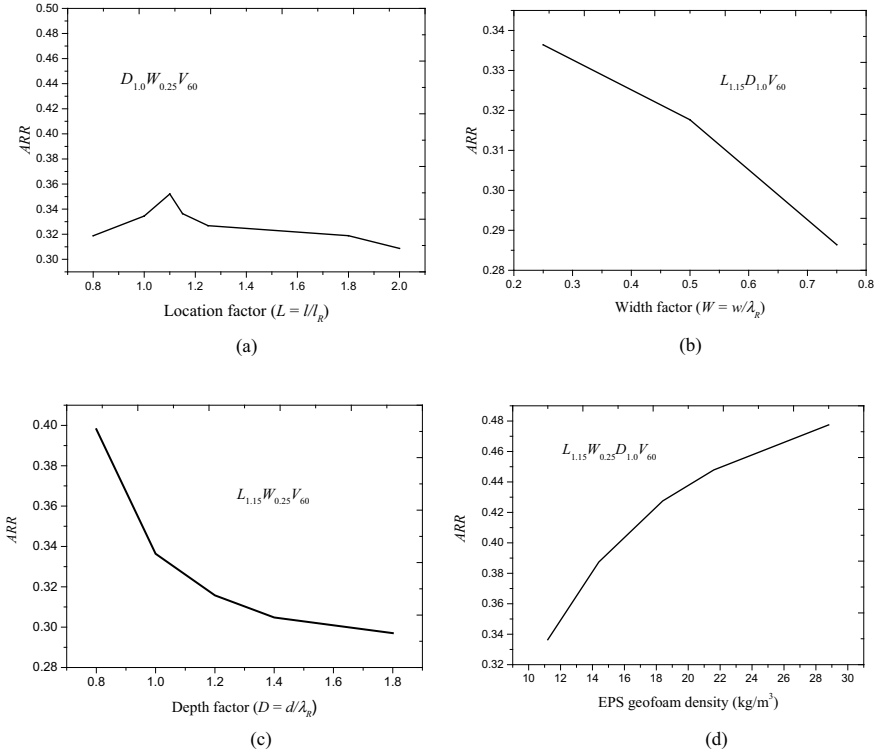 0.50
0.48
0.46
0.44
0.42
0.40
0.38
0.36
0.34
0.32
0.30
ARR
D1.0W0.25V60
0.8 1.0 1.2 1.4 1.6 1.8 2.0
Location factor (L = l/lR)
(a)
0.34
0.33
0.32
0.31
0.30
0.29
0.28
ARR
L1.15D1.0V60
0.2 0.3 0.4 0.5 0.6 0.7 0.8
Width factor (W = w/λR)
(b)
0.40
0.38
0.36
0.34
0.32
0.30
0.28
ARR
L1.15W0.25V60
0.8 1.0 1.2 1.4 1.6 1.8
Depth factor (D = d/λR)
(c)
0.48
0.46
0.44
0.42
0.40
0.38
0.36
0.34
0.32
ARR
L1.15W0.25D1.0V60
10 12 14 16 18 20 22 24 26 28 30
EPS geofoam density (kg/m3)
(d)